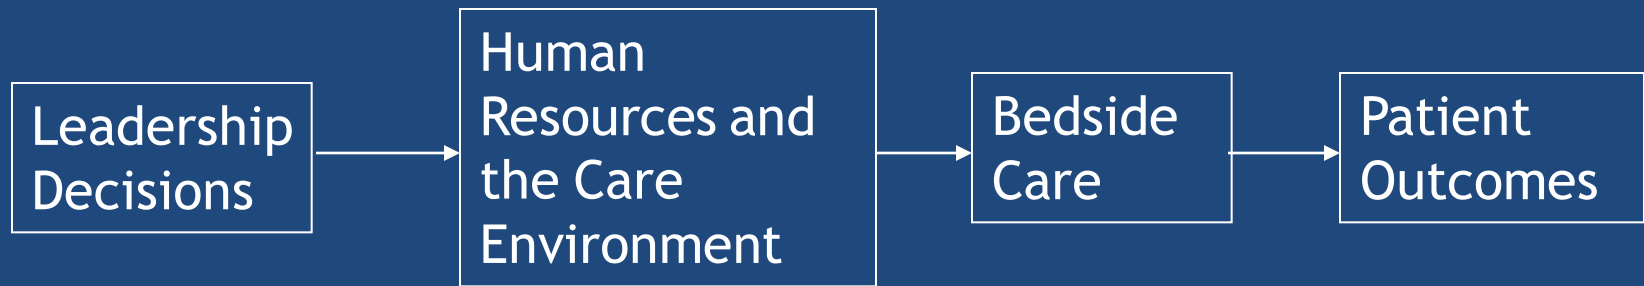 Leadership
Decisions
Human
Resources and
the Care
Environment
Bedside
Care
Patient
Outcomes